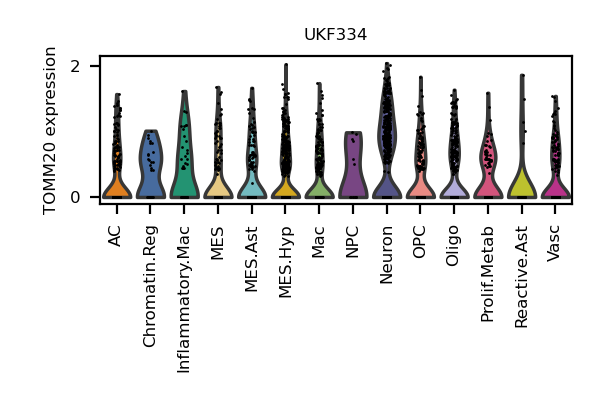 UKF334
TOMM20 expression
2
0
AC
Chromatin.Reg
Inflammatory.Mac
MES
MES.Ast
MES.Hyp
Mac
NPC
Neuron
OPC
Oligo
Prolif.Metab
Reactive.Ast
Vasc